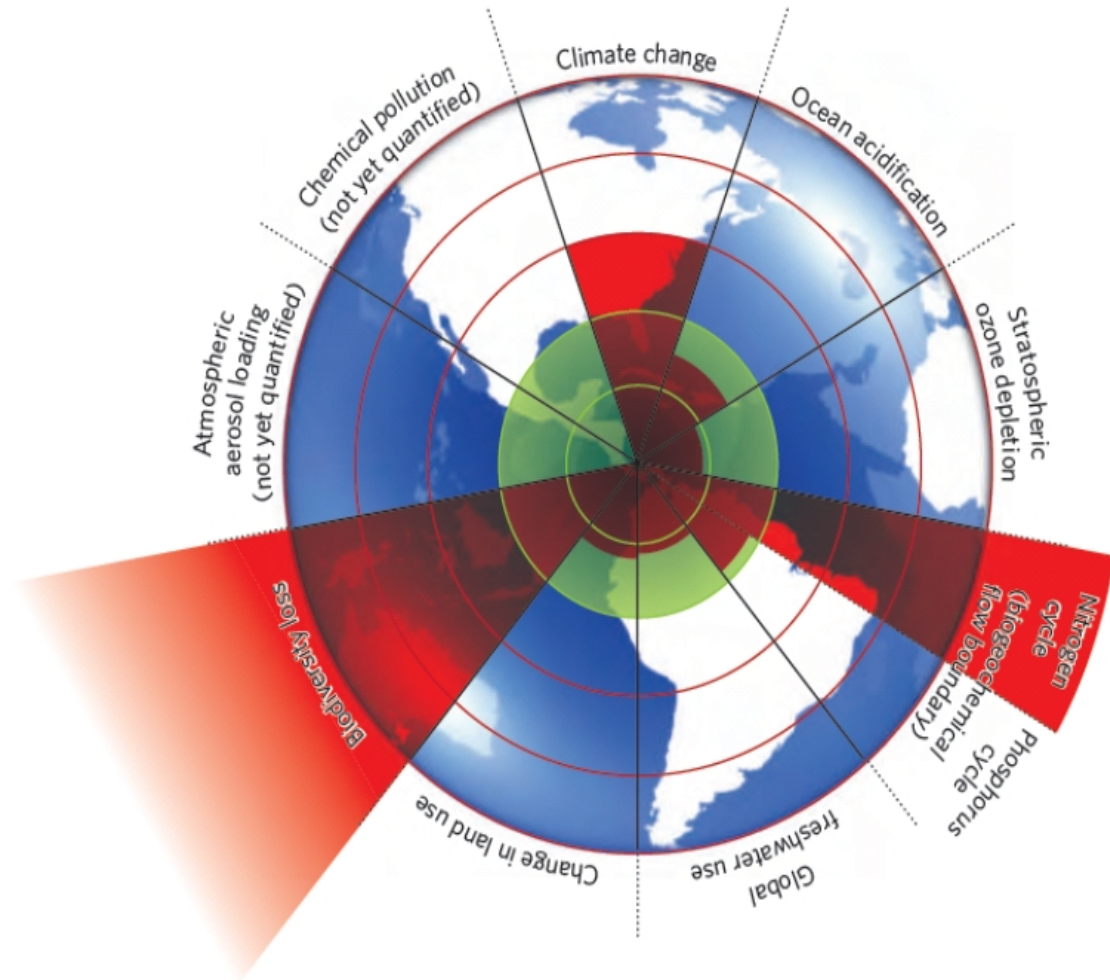 Climate change
Ocean acidification
Stratospheric
ozone depletion
Nitrogen
cycle
(biogeochemical
flow boundary)
Phosphorus
cycle
Global
freshwater use
Change in land use
Biodiversity loss
Atmospheric
aerosol loading
(not yet quantified)
Chemical pollution
(not yet quantified)